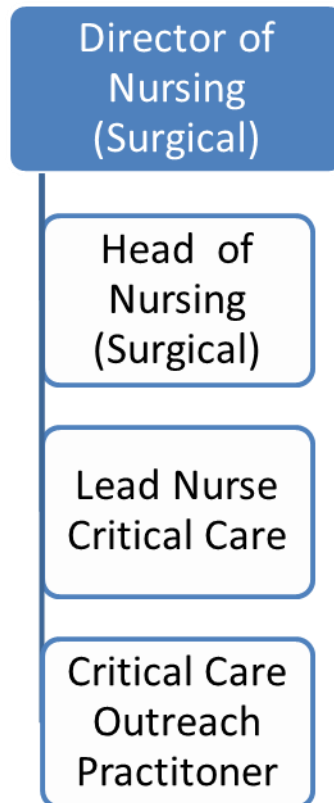 Director of
Nursing
(Surgical)
Head of
Nursing
(Surgical)
Lead Nurse
Critical Care
Critical Care
Outreach
Practitoner